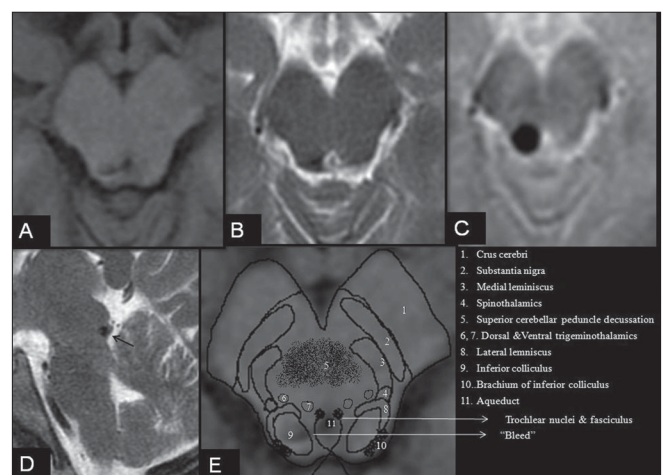 A
B
C
D
E
1. Crus cerebri
2. Substantia nigra
3. Medial leminiscus
4. Spinothalamics
5. Superior cerebellar peduncle decussation
6, 7. Dorsal &Ventral trigeminothalamics
8. Lateral lemniscus
9. Inferior colliculus
10..Brachium of inferior colliculus
11. Aqueduct
Trochlear nuclei & fasciculus
"Bleed"
1
2
3
5
4
6
7
8
11
9
10